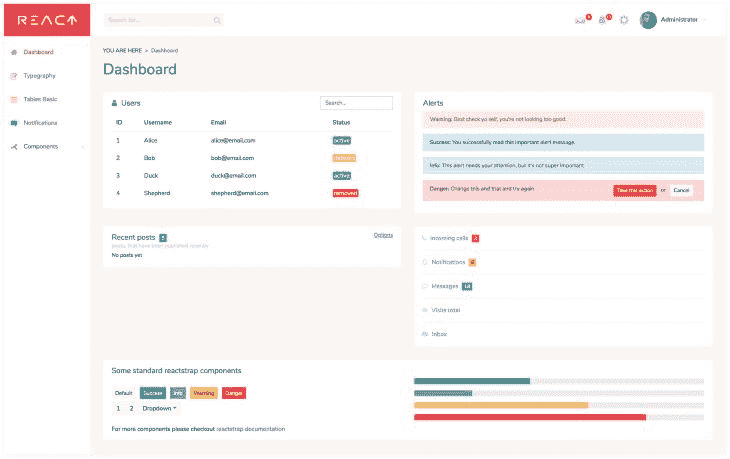 REACT
Search for...
Administrator
Dashboard
Typography
Tables Basic
Notifications
Components
YOU ARE HERE > Dashboard
Dashboard
Users
Search...
ID Username Email Status
1 Alice alice@email.com active
2 Bob bob@email.com
3 Duck duck@email.com active
4 Shepherd shepherd@email.com removed
Alerts
Warning: Best check yo self, you're not looking too good.
Success: You successfully read this important alert message.
Info: This alert needs your attention, but it's not super important.
Danger: Change this and that and try again
Take this action or Cancel
Recent posts
Options
posts, that have been published recently
No posts yet
Incoming calls
Notifications
Messages
Visits total
Inbox
Some standard reactstrap components
Default Success Info Warning Danger
1 2 Dropdown
For more components please checkout reactstrap documentation